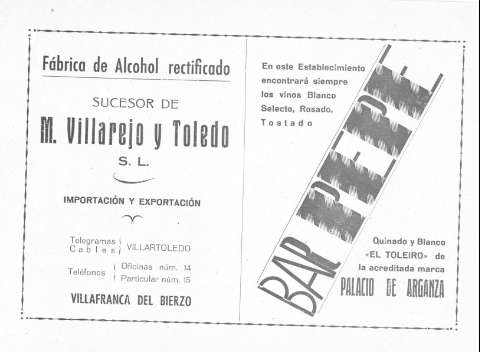 Fábrica de Alcohol rectificado
SUCESOR DE
M. Villarejo y Toledo
S. L.
IMPORTACIÓN Y EXPORTACIÓN
Telegramas
Cables
VILLARTOLEDO
Teléfonos
Oficinas núm. 14
Particular núm. 15
VILLAFRANCA DEL BIERZO
En este Establecimiento
encontrará siempre
los vinos Blanco
Selecto, Rosado,
Tostado
BAR PEPE
Quinado y Blanco
«EL TOLEIRO» de
la acreditada marca
PALACIO DE ARGANZA